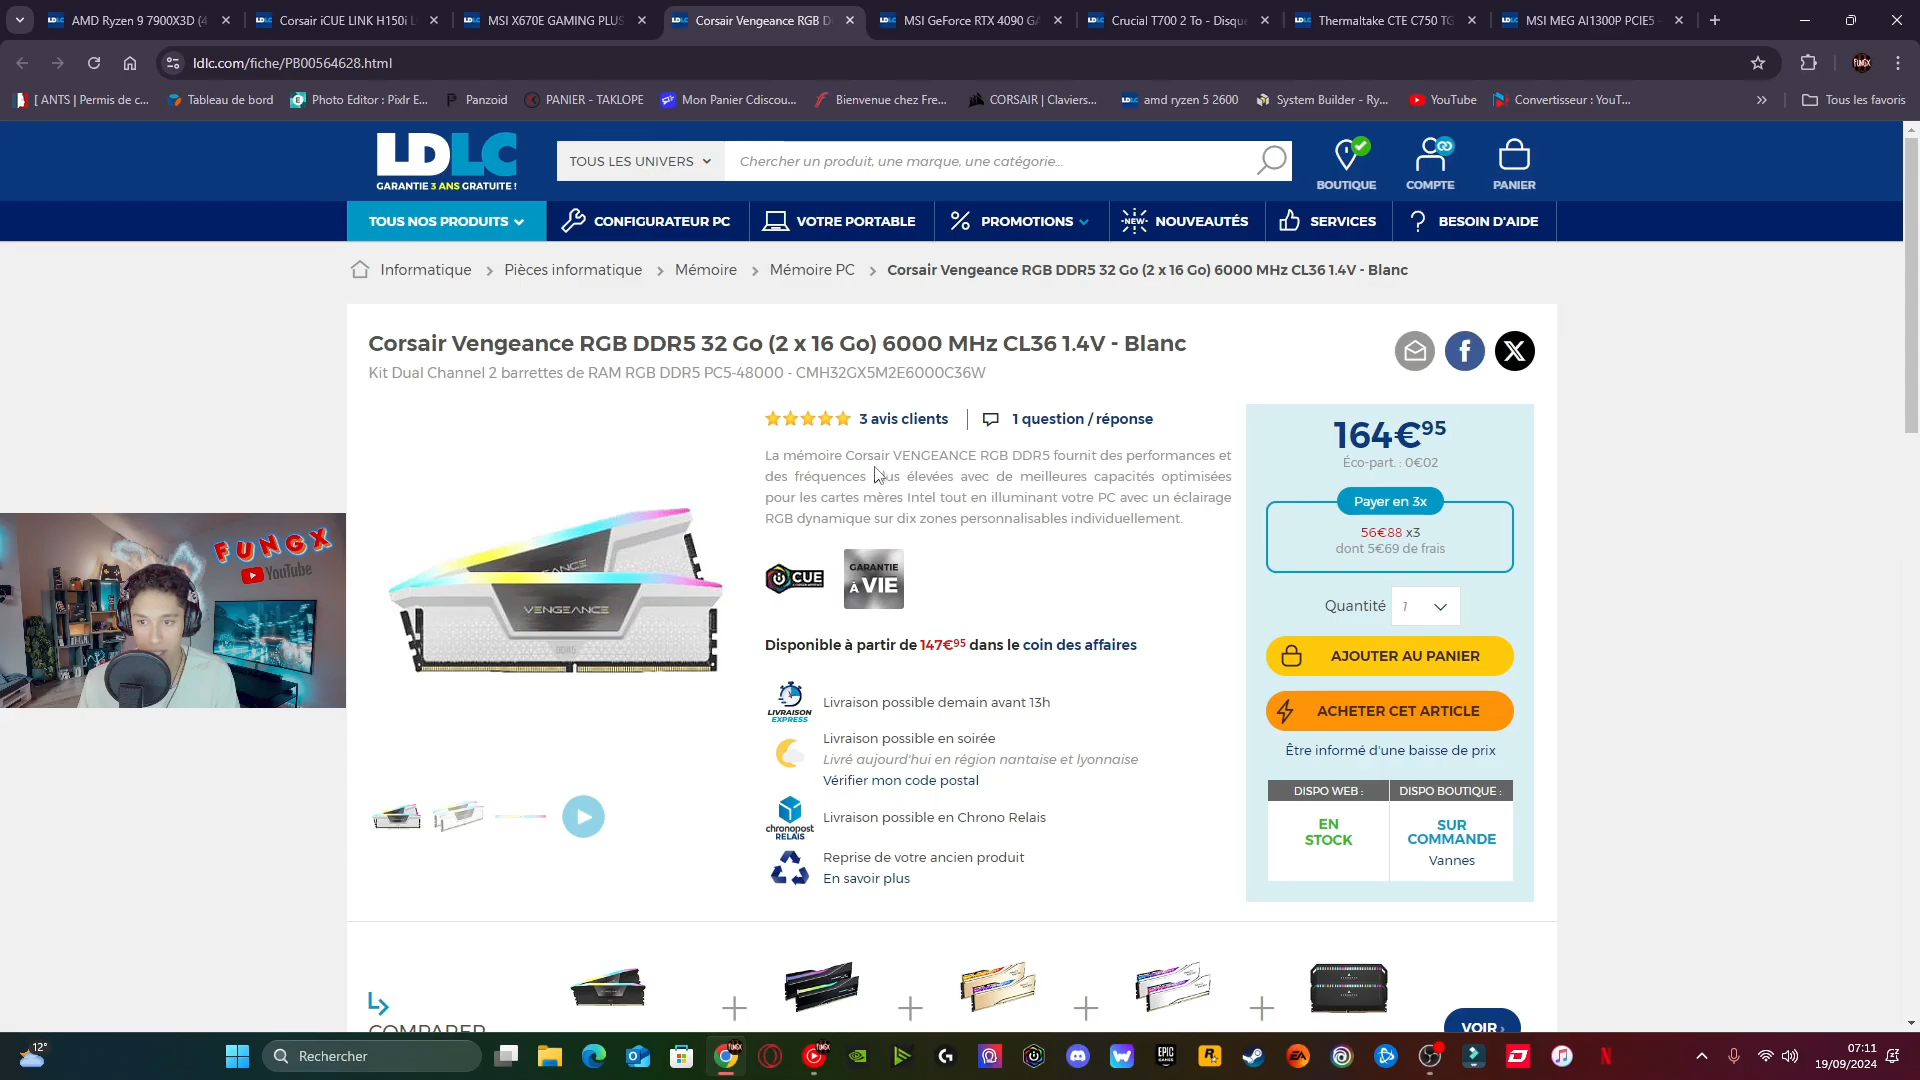 AMD Ryzen 9 7900X3D (4
Corsair iCUE LINK H150i L
MSI X670E GAMING PLUS
Corsair Vengeance RGB D
MSI GeForce RTX 4090 GA
Crucial T700 2 To - Disque
Thermaltake CTE C750 TG
MSI MEG AI1300P PCIE5 -
ldlc.com/fiche/PB00564628.html
[ ANTS | Permis de c...
Tableau de bord
Photo Editor : Pixlr E...
Panzoid
PANIER - TAKLOPE
Mon Panier Cdiscou...
Bienvenue chez Fre...
CORSAIR | Claviers...
amd ryzen 5 2600
System Builder - Ry...
YouTube
Convertisseur : YouT...
Tous les favoris
LDLC
GARANTIE 3 ANS GRATUITE !
TOUS LES UNIVERS
Chercher un produit, une marque, une catégorie...
BOUTIQUE
COMPTE
PANIER
TOUS NOS PRODUITS
CONFIGURATEUR PC
VOTRE PORTABLE
PROMOTIONS
NEW
NOUVEAUTÉS
SERVICES
BESOIN D'AIDE
Informatique > Pièces informatique > Mémoire > Mémoire PC > Corsair Vengeance RGB DDR5 32 Go (2 x 16 Go) 6000 MHz CL36 1.4V - Blanc
Corsair Vengeance RGB DDR5 32 Go (2 x 16 Go) 6000 MHz CL36 1.4V - Blanc
Kit Dual Channel 2 barrettes de RAM RGB DDR5 PC5-48000 - CMH32GX5M2E6000C36W
3 avis clients
1 question / réponse
La mémoire Corsair VENGEANCE RGB DDR5 fournit des performances et
des fréquences plus élevées avec de meilleures capacités optimisées
pour les cartes mères Intel tout en illuminant votre PC avec un éclairage
RGB dynamique sur dix zones personnalisables individuellement.
iCUE
GARANTIE
À VIE
VENGEANCE
DDR5
Disponible à partir de 147€95 dans le coin des affaires
LIVRAISON
EXPRESS
Livraison possible demain avant 13h
Livraison possible en soirée
Livré aujourd'hui en région nantaise et lyonnaise
Vérifier mon code postal
chronopost
RELAIS
Livraison possible en Chrono Relais
Reprise de votre ancien produit
En savoir plus
164€95
Éco-part. : 0€02
Payer en 3x
56€88 x3
dont 5€69 de frais
Quantité 1
AJOUTER AU PANIER
ACHETER CET ARTICLE
Être informé d'une baisse de prix
DISPO WEB :
DISPO BOUTIQUE :
EN
STOCK
SUR
COMMANDE
Vannes
FUNGX
YouTube
COMPARER
VOIR
12°
Rechercher
07:11
19/09/2024